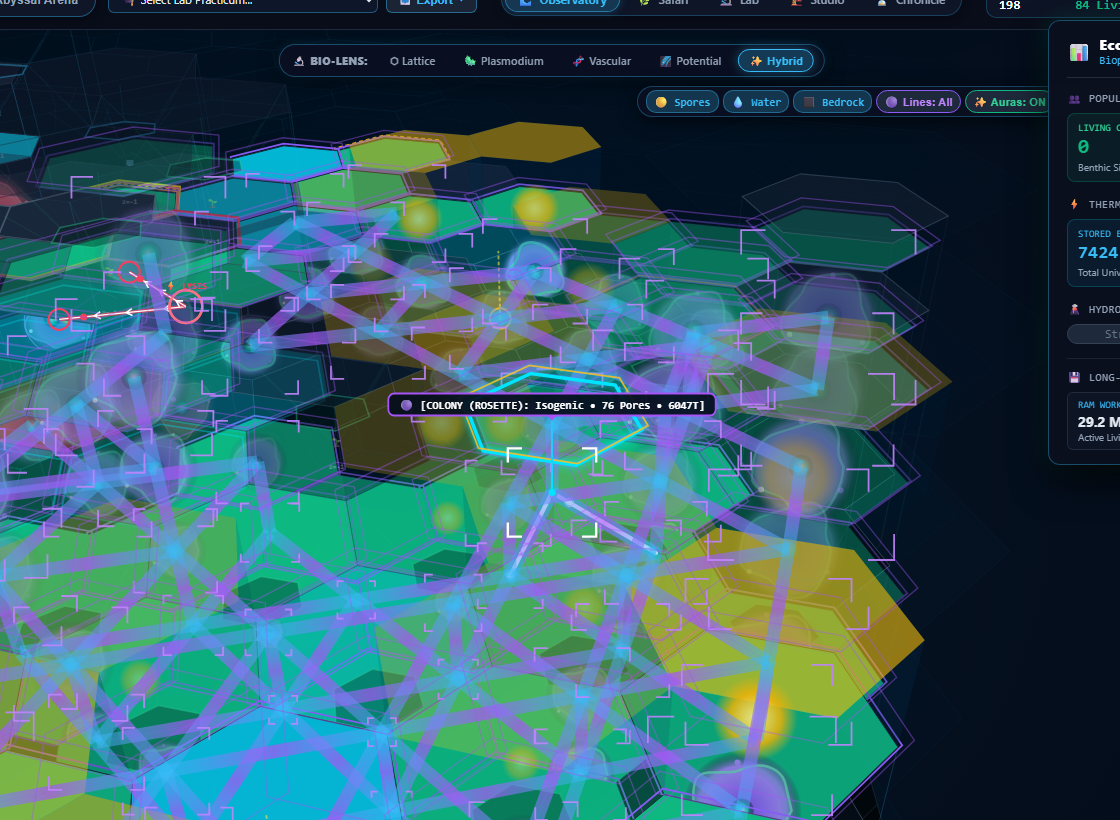 Abyssal Arena
Select Lab Practicum...
Export
Observatory
Safari
Lab
Studio
Chronicle
198
84 Livi
BIO-LENS:
Lattice
Plasmodium
Vascular
Potential
Hybrid
Spores
Water
Bedrock
Lines: All
Auras: ON
Eco
Biop
POPUL
LIVING C
0
Benthic Si
THERM
STORED E
7424
Total Univ
HYDRO
Str
LONG-
RAM WORK
29.2 M
Active Livi
[COLONY (ROSETTE): Isogenic • 76 Pores • 6047T]